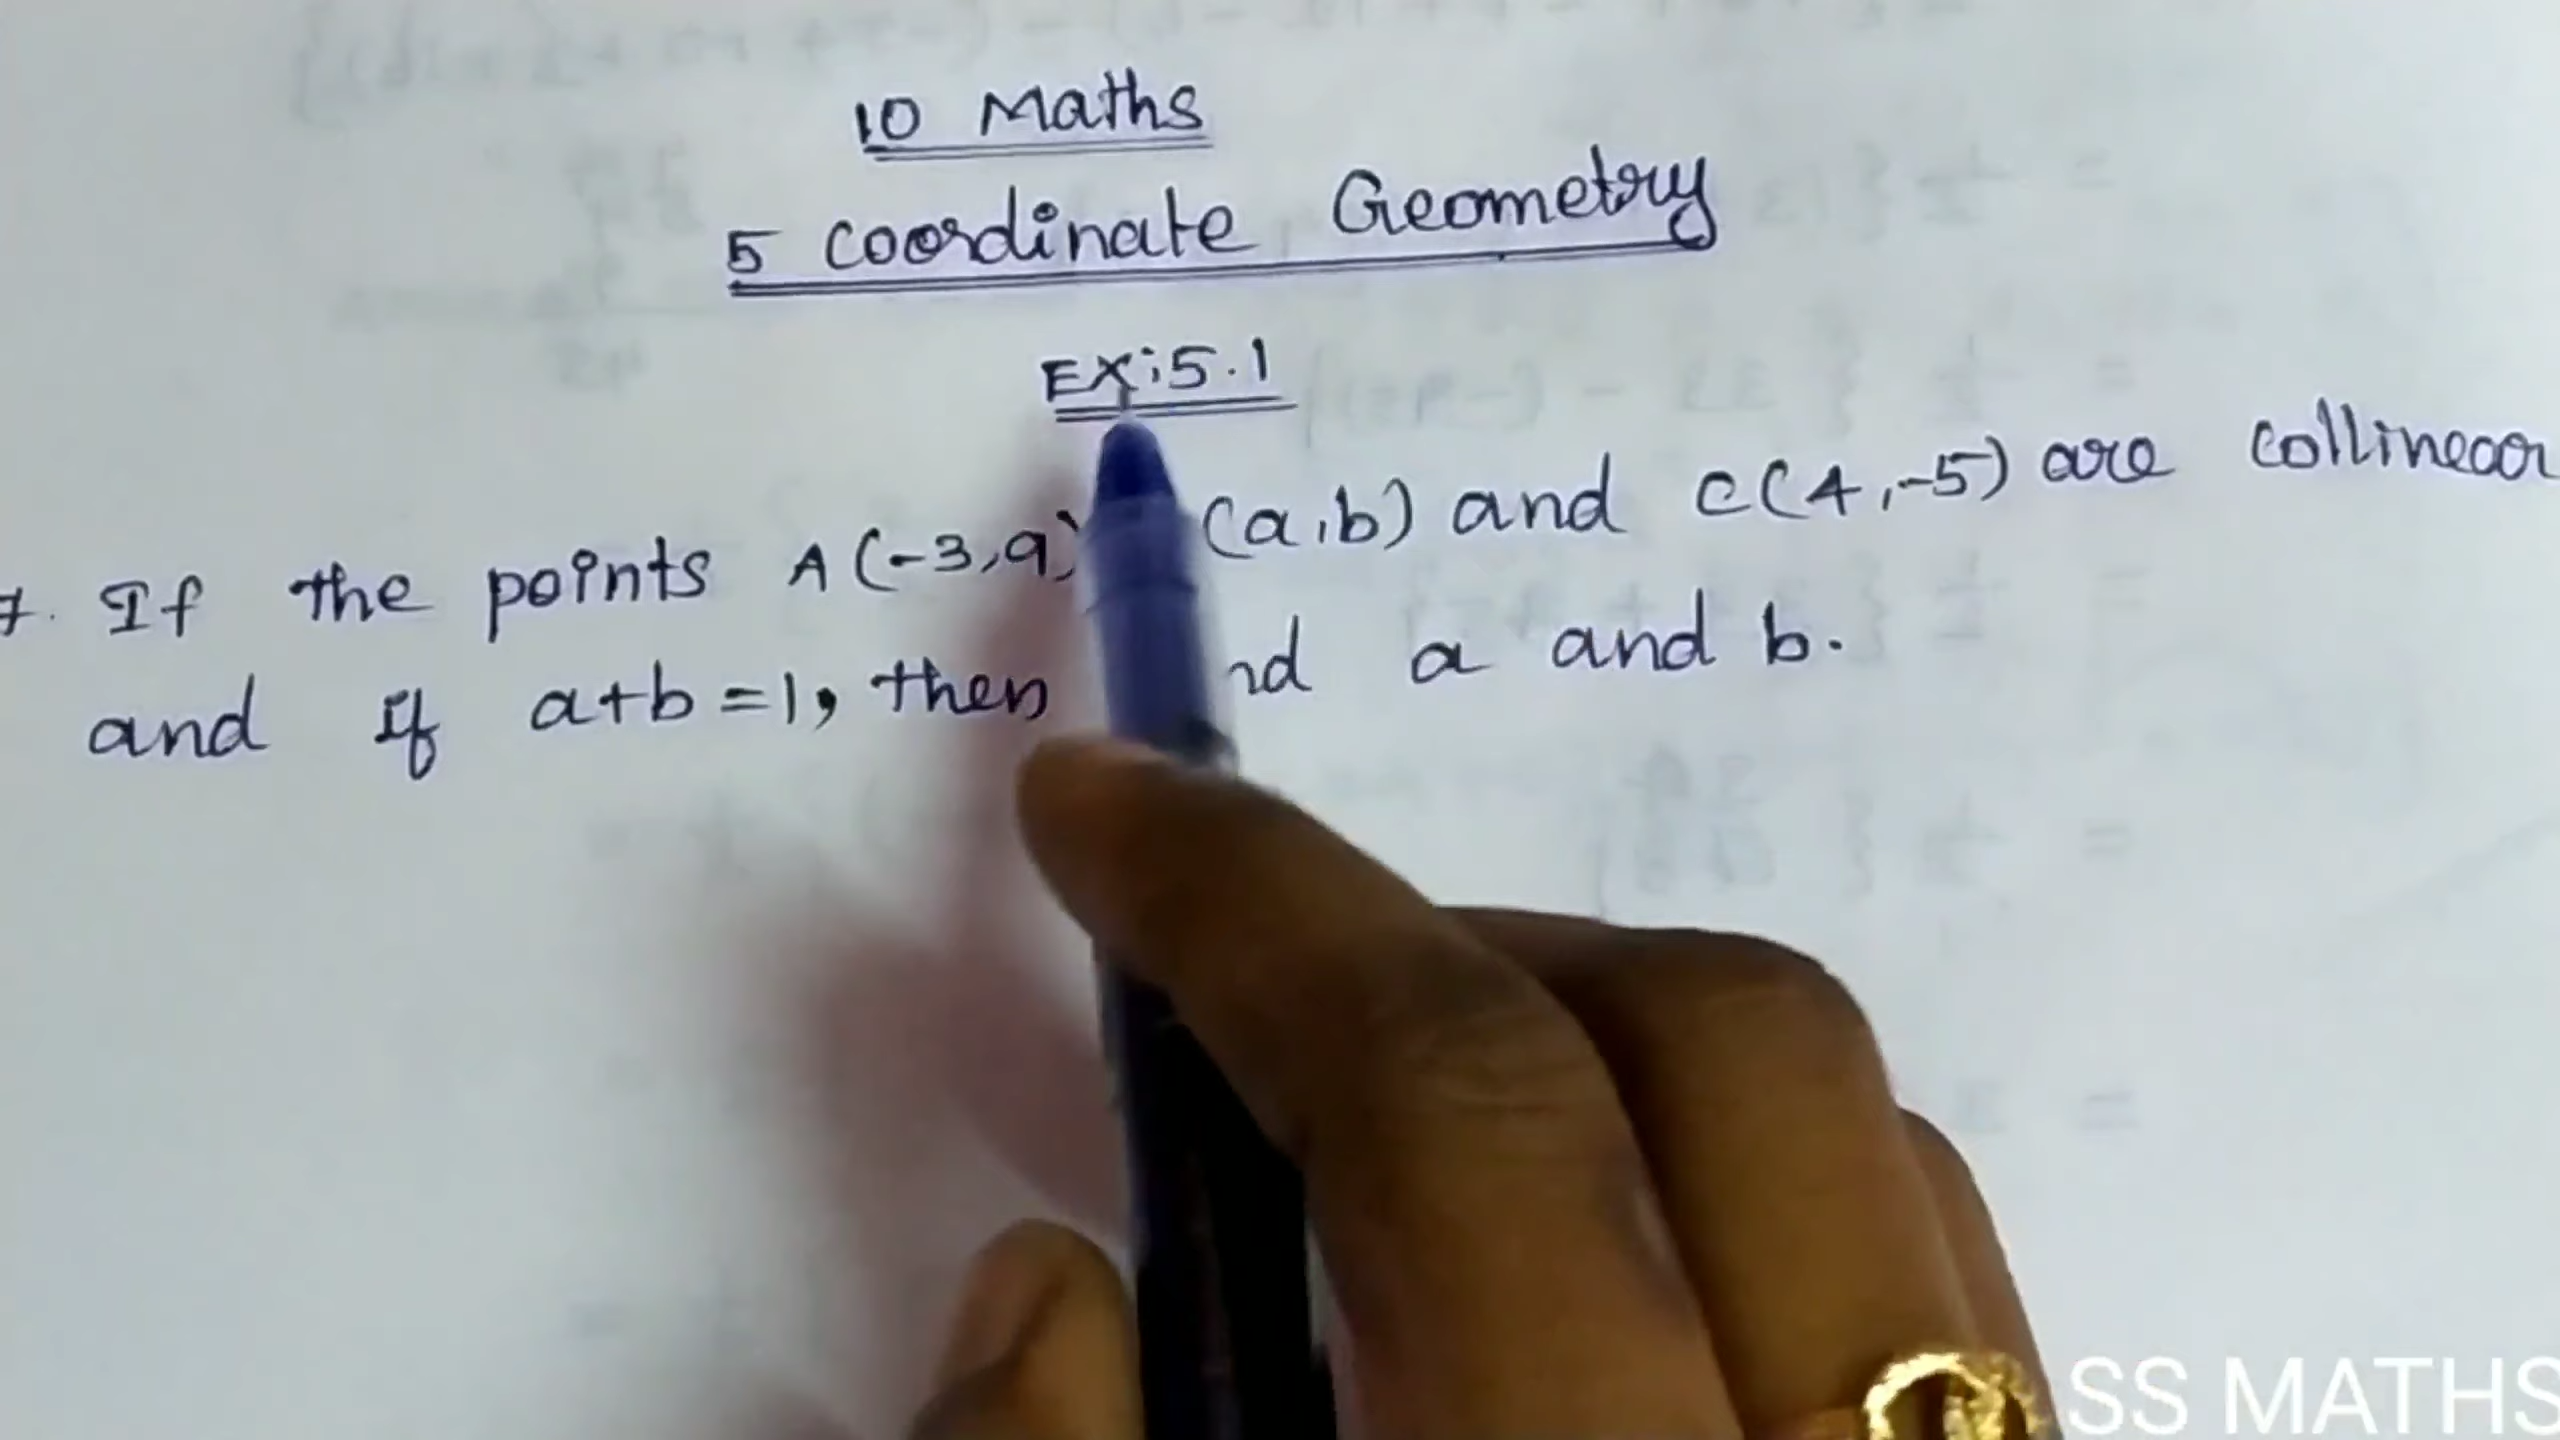 10 Maths
5 Coordinate Geometry
EX:5.1
7. If the points A(-3,9) (a,b) and C(4,-5) are collinear
and if a+b=1, then nd a and b.
SS MATHS